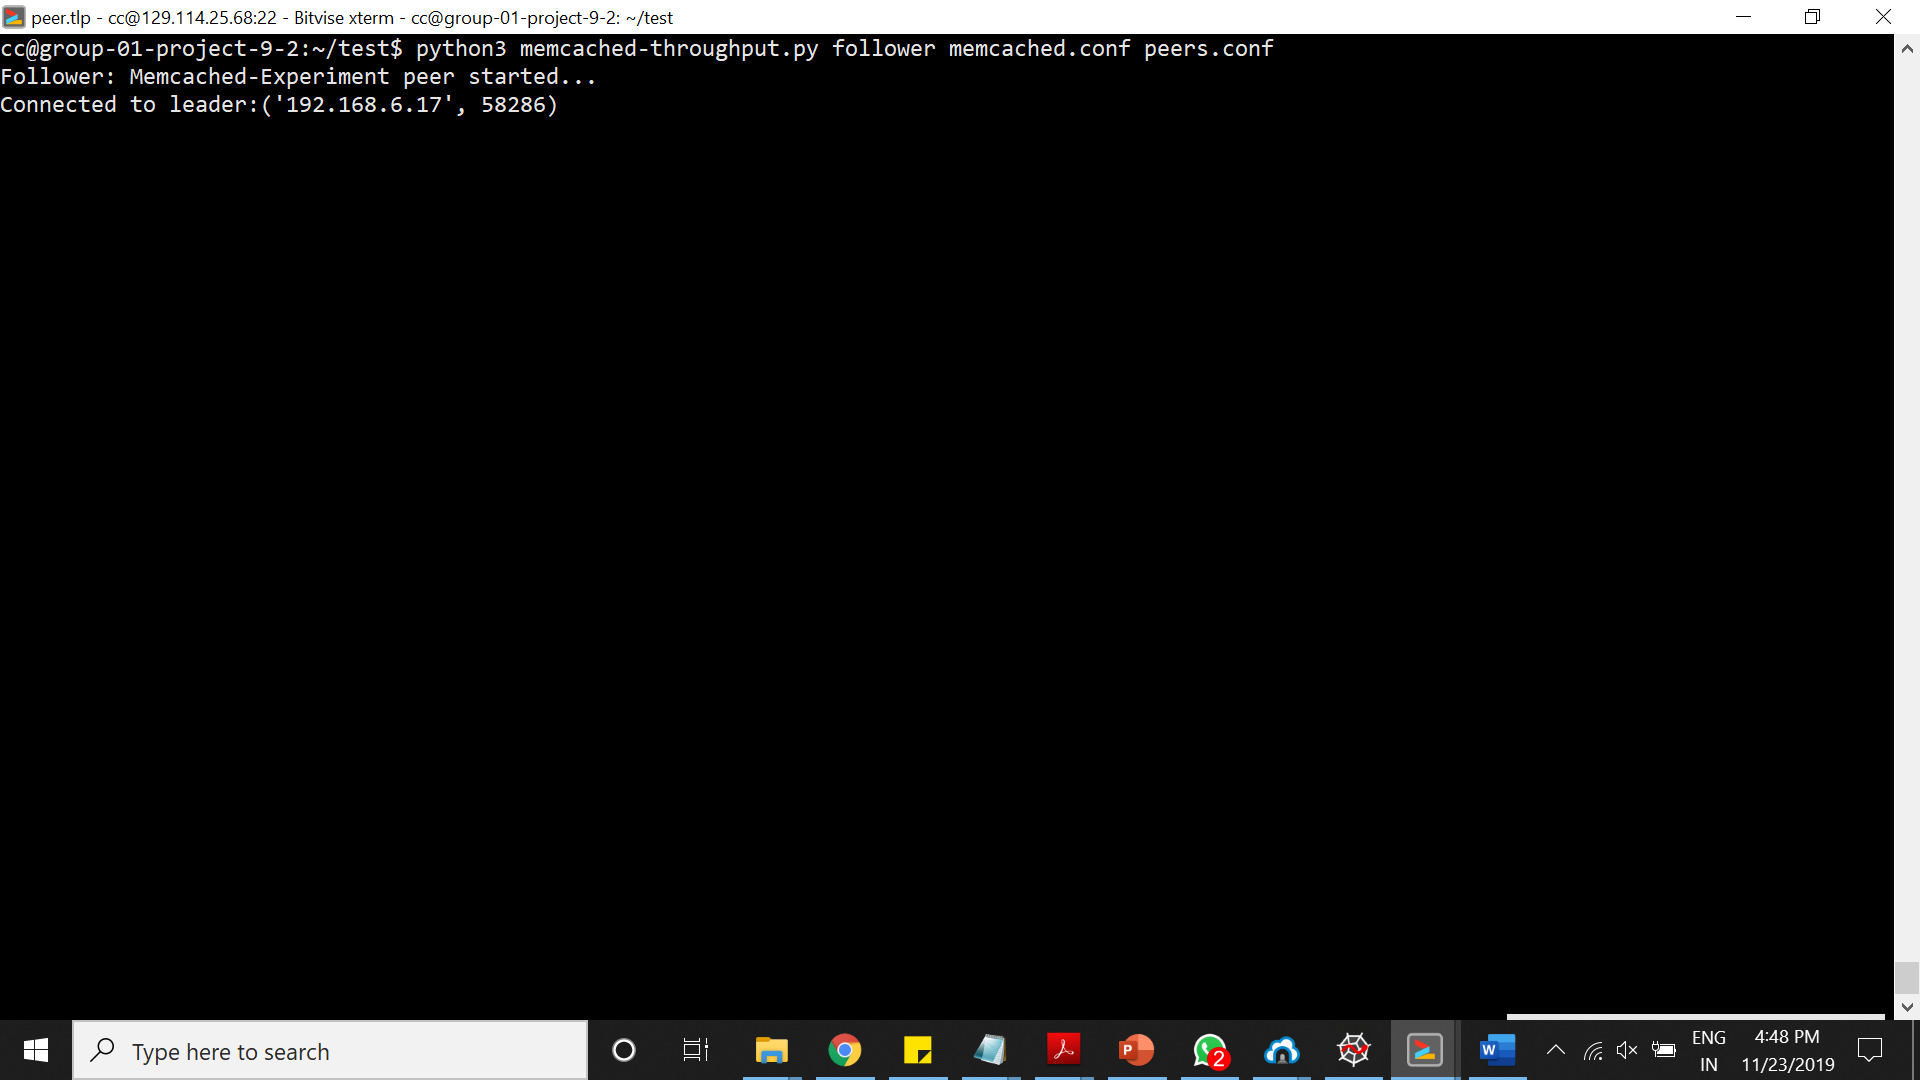 peer.tlp - cc@129.114.25.68:22 - Bitvise xterm - cc@group-01-project-9-2: ~/test
cc@group-01-project-9-2:~/test$ python3 memcached-throughput.py follower memcached.conf peers.conf
Follower: Memcached-Experiment peer started...
Connected to leader:('192.168.6.17', 58286)
Type here to search
P
2
W
ENG
IN
4:48 PM
11/23/2019